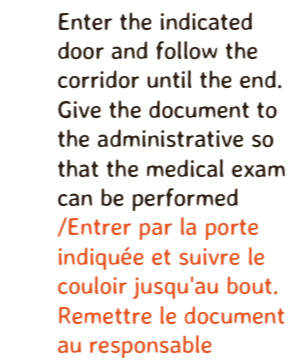 Enter the indicated
door and follow the
corridor until the end.
Give the document to
the administrative so
that the medical exam
can be performed
/Entrer par la porte
indiquée et suivre le
couloir jusqu'au bout.
Remettre le document
au responsable